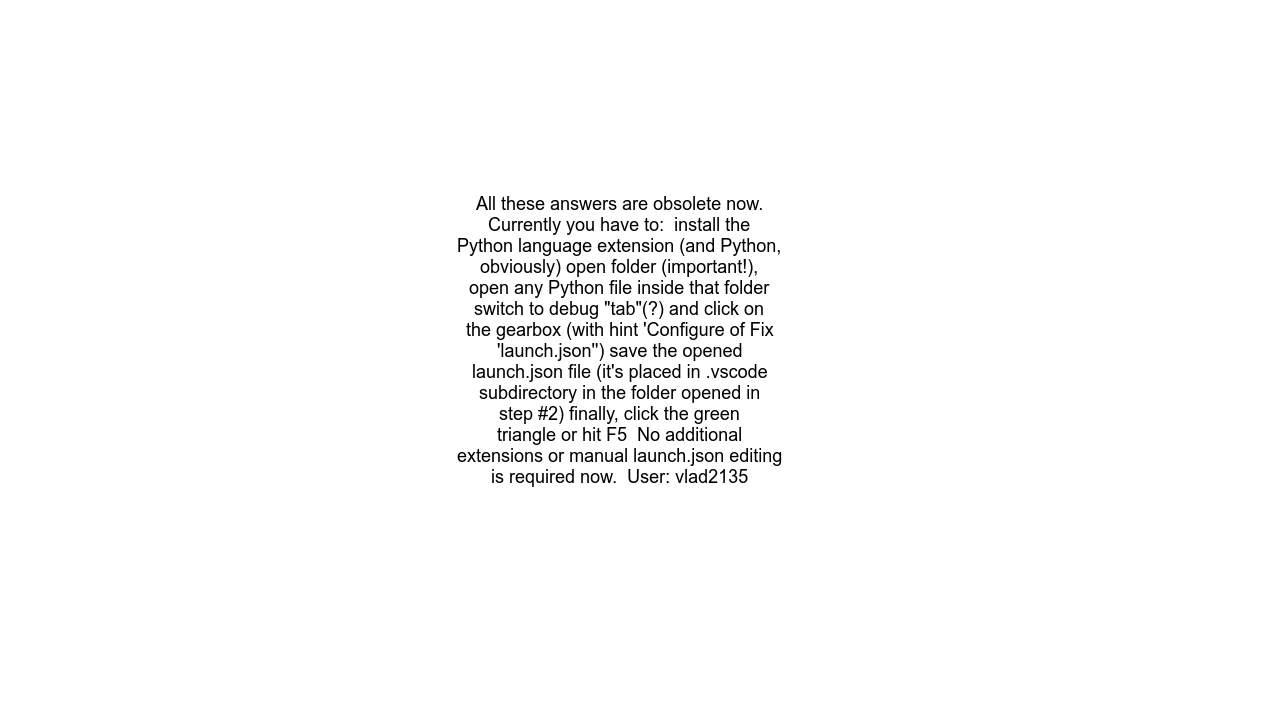 All these answers are obsolete now.
Currently you have to:  install the
Python language extension (and Python,
obviously) open folder (important!),
open any Python file inside that folder
switch to debug "tab"(?) and click on
the gearbox (with hint 'Configure of Fix
'launch.json'') save the opened
launch.json file (it's placed in .vscode
subdirectory in the folder opened in
step #2) finally, click the green
triangle or hit F5  No additional
extensions or manual launch.json editing
is required now.  User: vlad2135